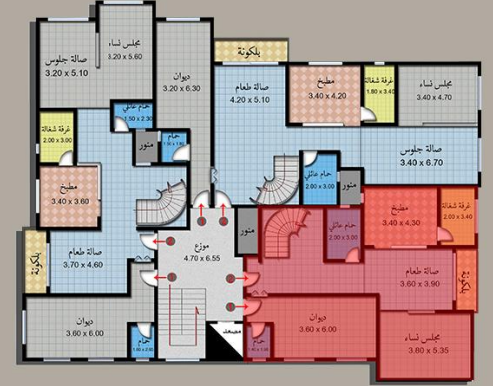 مجلس نساء
3.20 x 5.60
صالة جلوس
3.20 x 5.10
ديوان
3.20 x 6.30
بلكونة
صالة طعام
4.20 x 5.10
مطبخ
3.40 x 4.20
غرفة شغالة
1.80 x 3.40
مجلس نساء
3.40 x 4.70
حمام عائلي
1.50 x 2.30
غرفة شغالة
2.00 x 3.00
منور
حمام
صالة جلوس
3.40 x 6.70
حمام عائلي
2.00 x 3.00
منور
مطبخ
3.40 x 3.60
مطبخ
3.40 x 4.30
غرفة شغالة
2.00 x 3.40
منور
حمام عائلي
2.00 x 5.00
بلكونة
صالة طعام
3.70 x 4.60
موزع
4.70 x 6.55
صالة طعام
3.60 x 3.90
بلكونة
ديوان
3.60 x 6.00
حمام
مصعد
حمام
ديوان
3.60 x 6.00
مجلس نساء
3.80 x 5.35